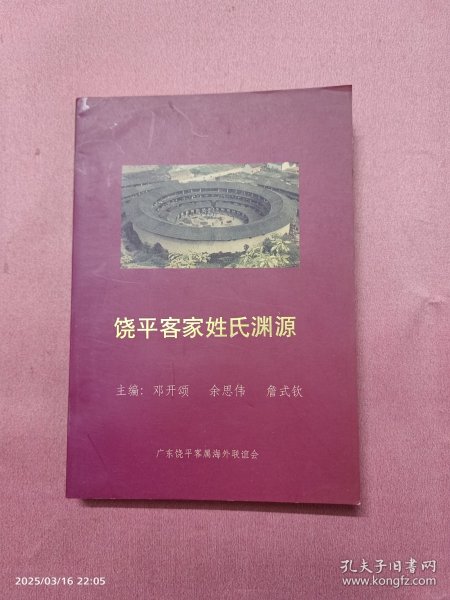 饶平客家姓氏渊源
主编: 邓开颂 余思伟 詹式钦
广东饶平客属海外联谊会
2025/03/16 22:05
孔夫子旧书网
www.kongfz.com